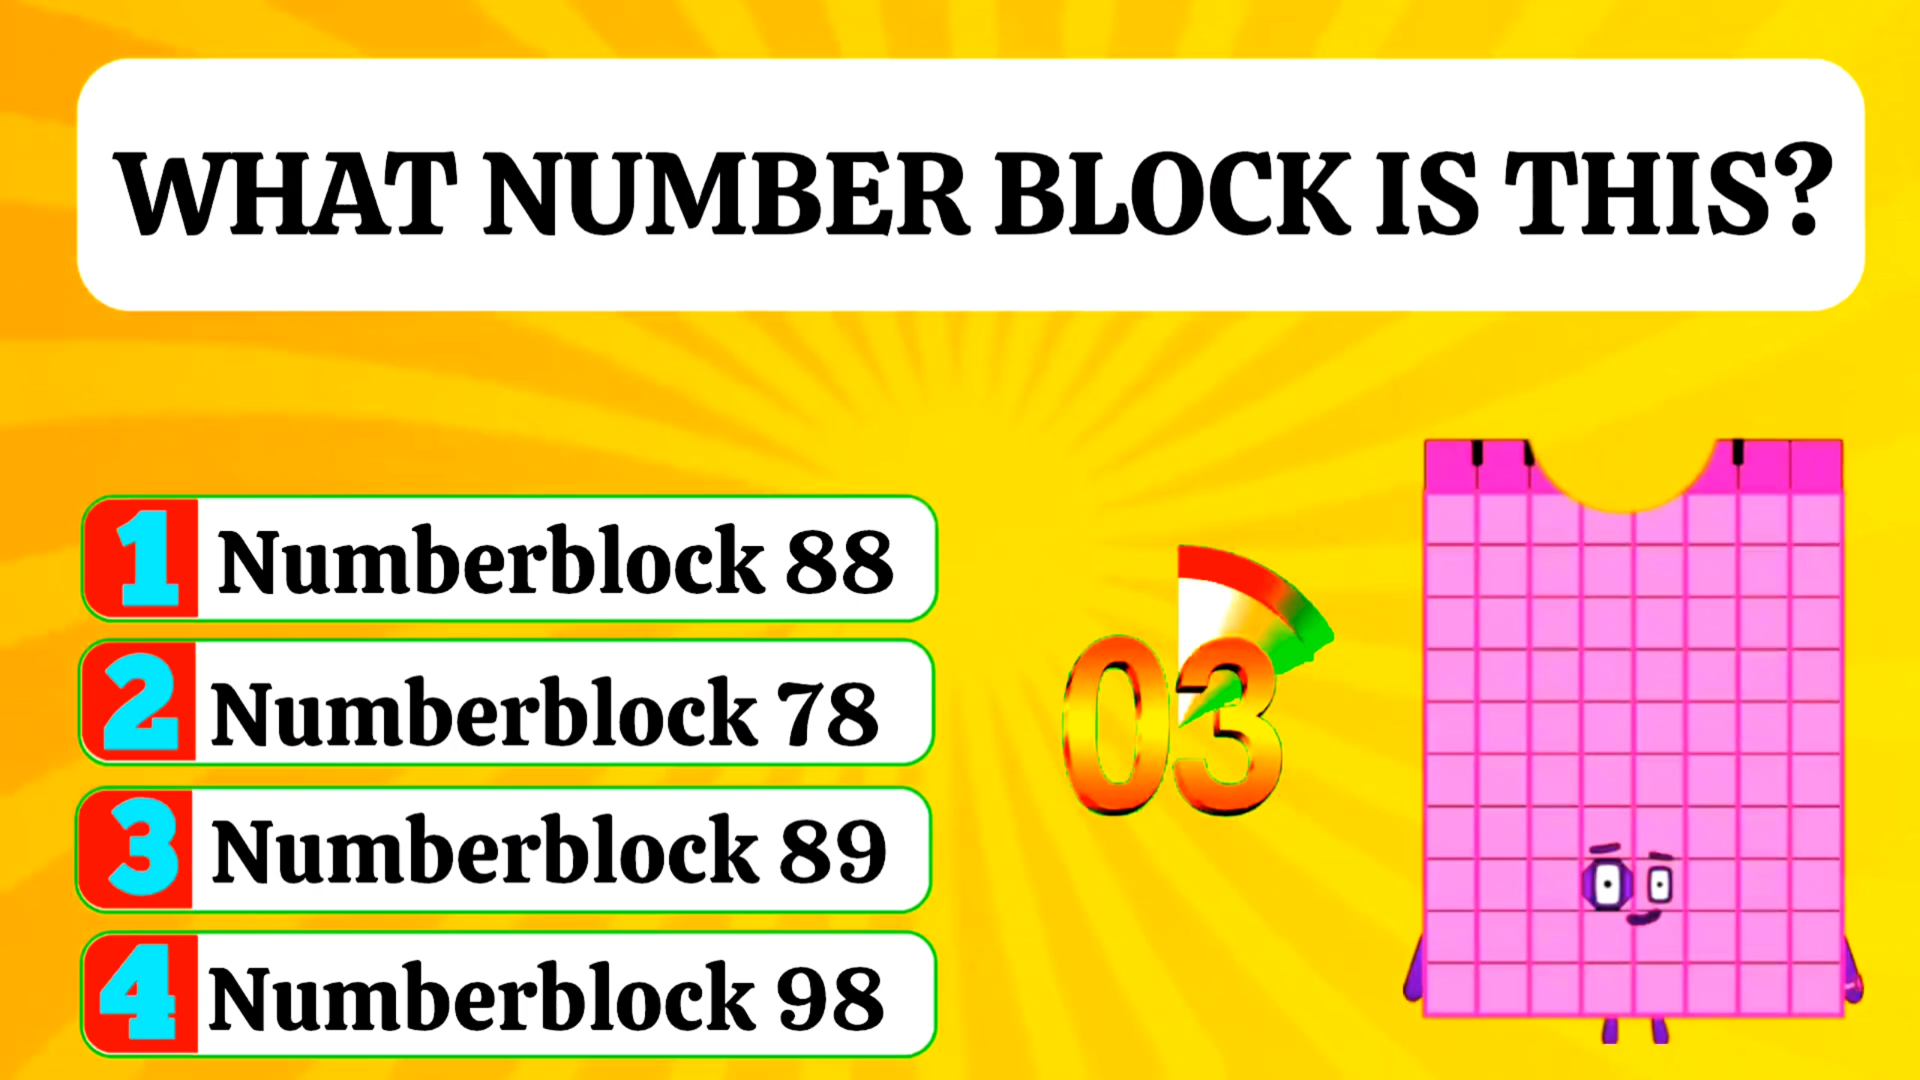 WHAT NUMBER BLOCK IS THIS?
1 Numberblock 88
2 Numberblock 78
03
3 Numberblock 89
4 Numberblock 98